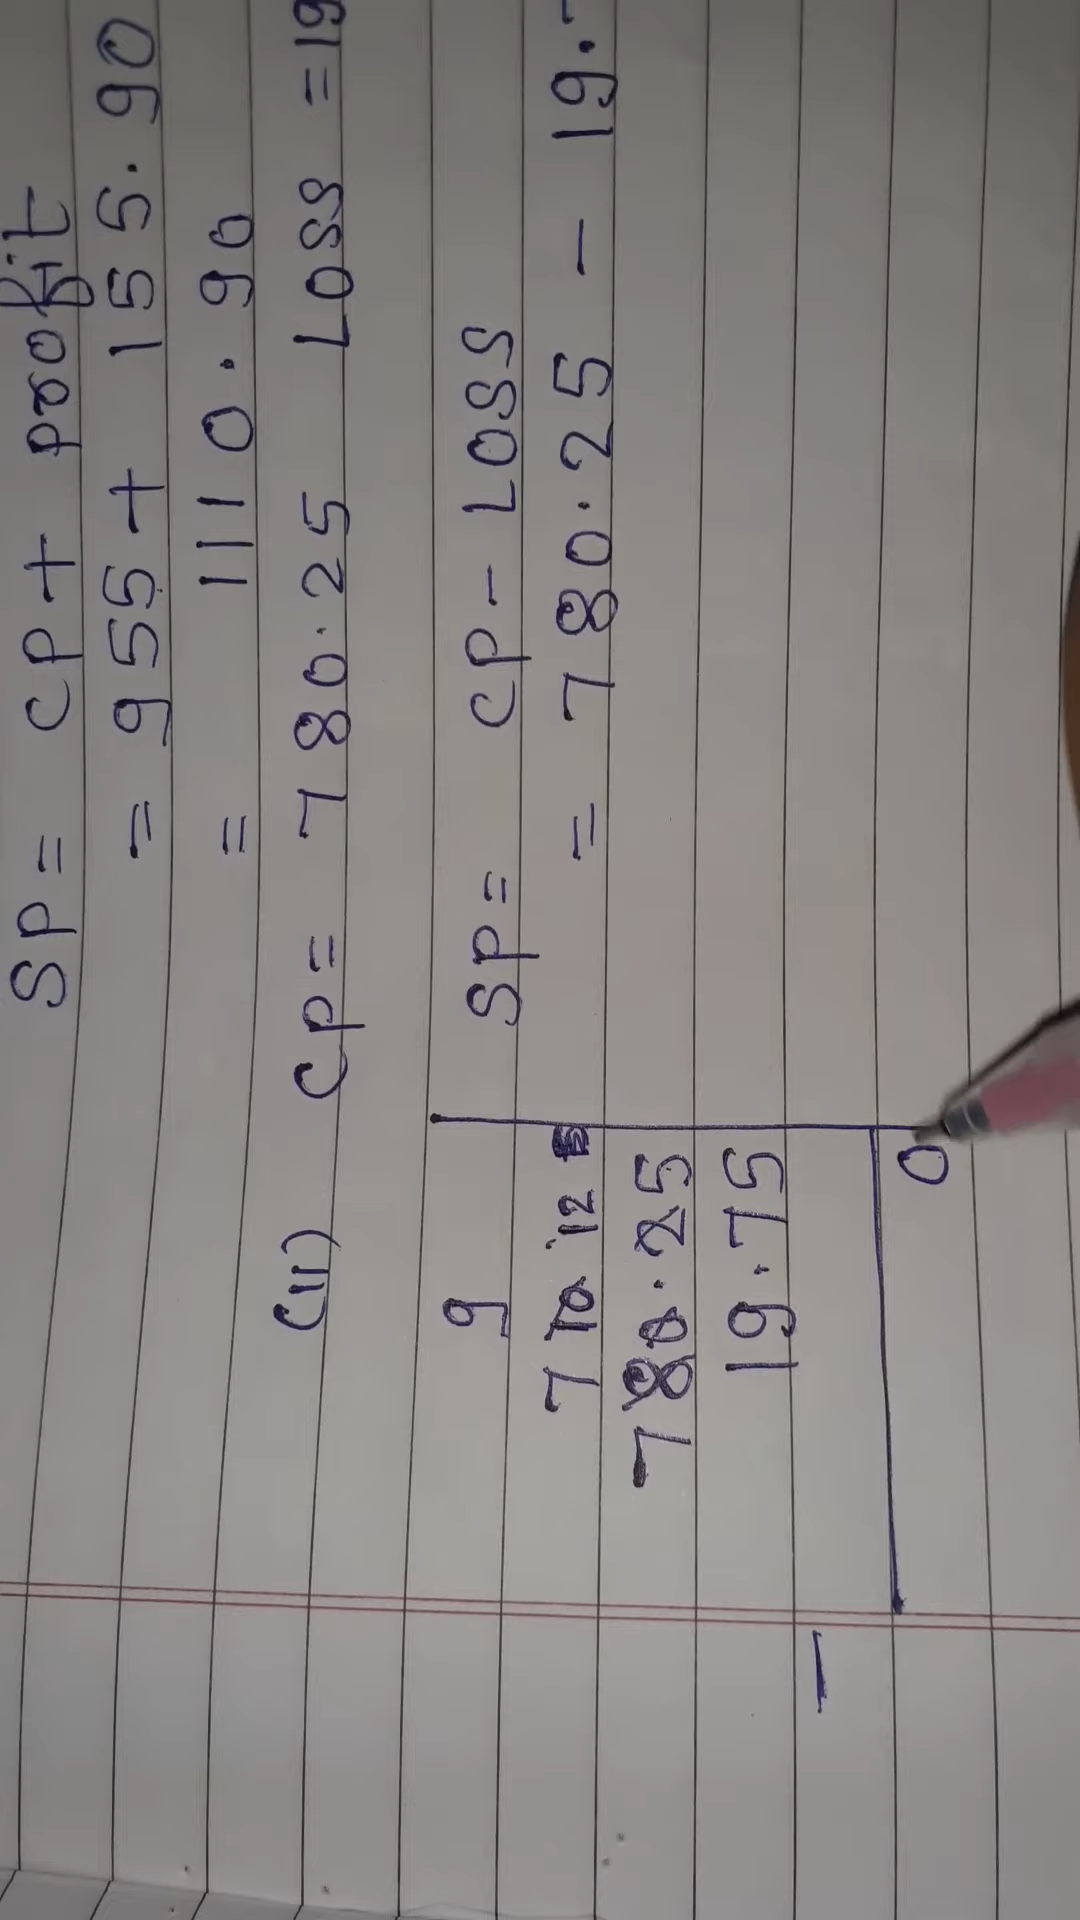 SP = CP + profit
= 955 + 155.90
= 1110.90
(11) CP = 780.25 LOSS = 19
SP = CP - LOSS
= 780.25 - 19.
9
7 10 12
780.25
19.75
-
0